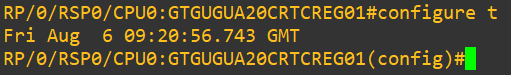 RP/0/RSP0/CPU0:GTGUGUA20CRTCREG01#configure t
Fri Aug  6 09:20:56.743 GMT
RP/0/RSP0/CPU0:GTGUGUA20CRTCREG01(config)#